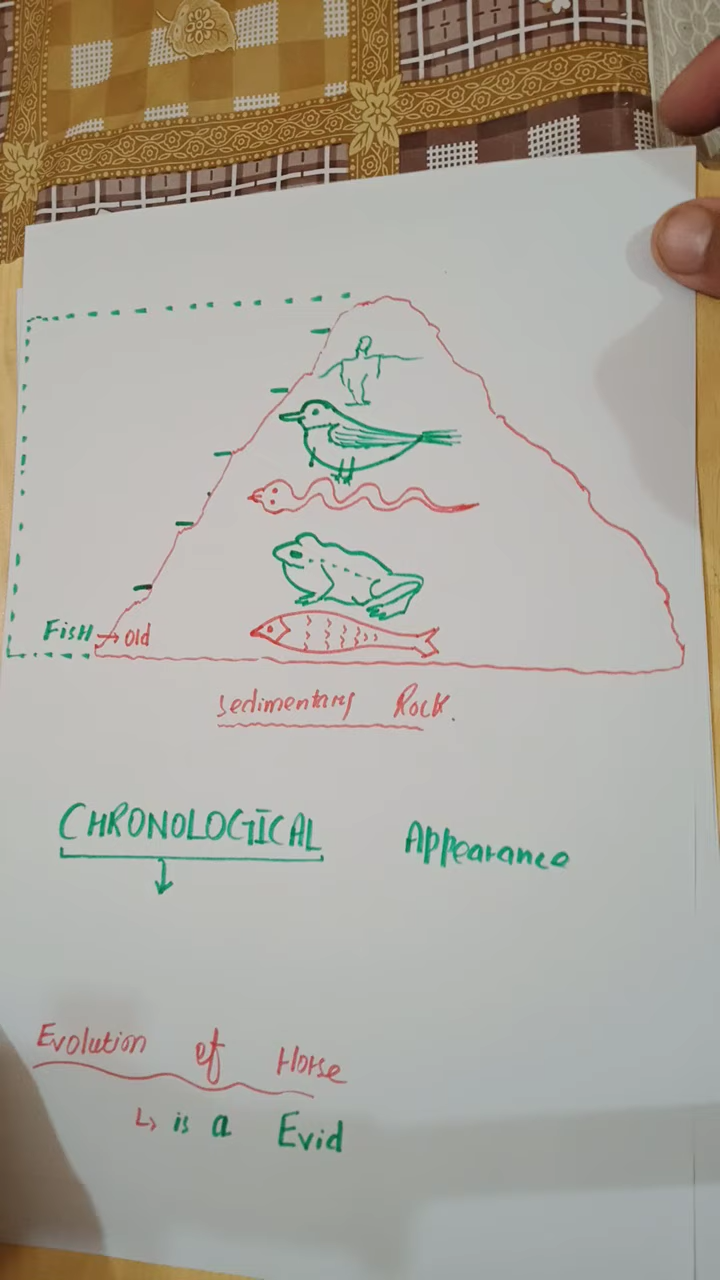 FisH → old
Sedimentary Rock.
CHRONOLOGICAL Appearance
Evolution of Horse
↳ is a Evid